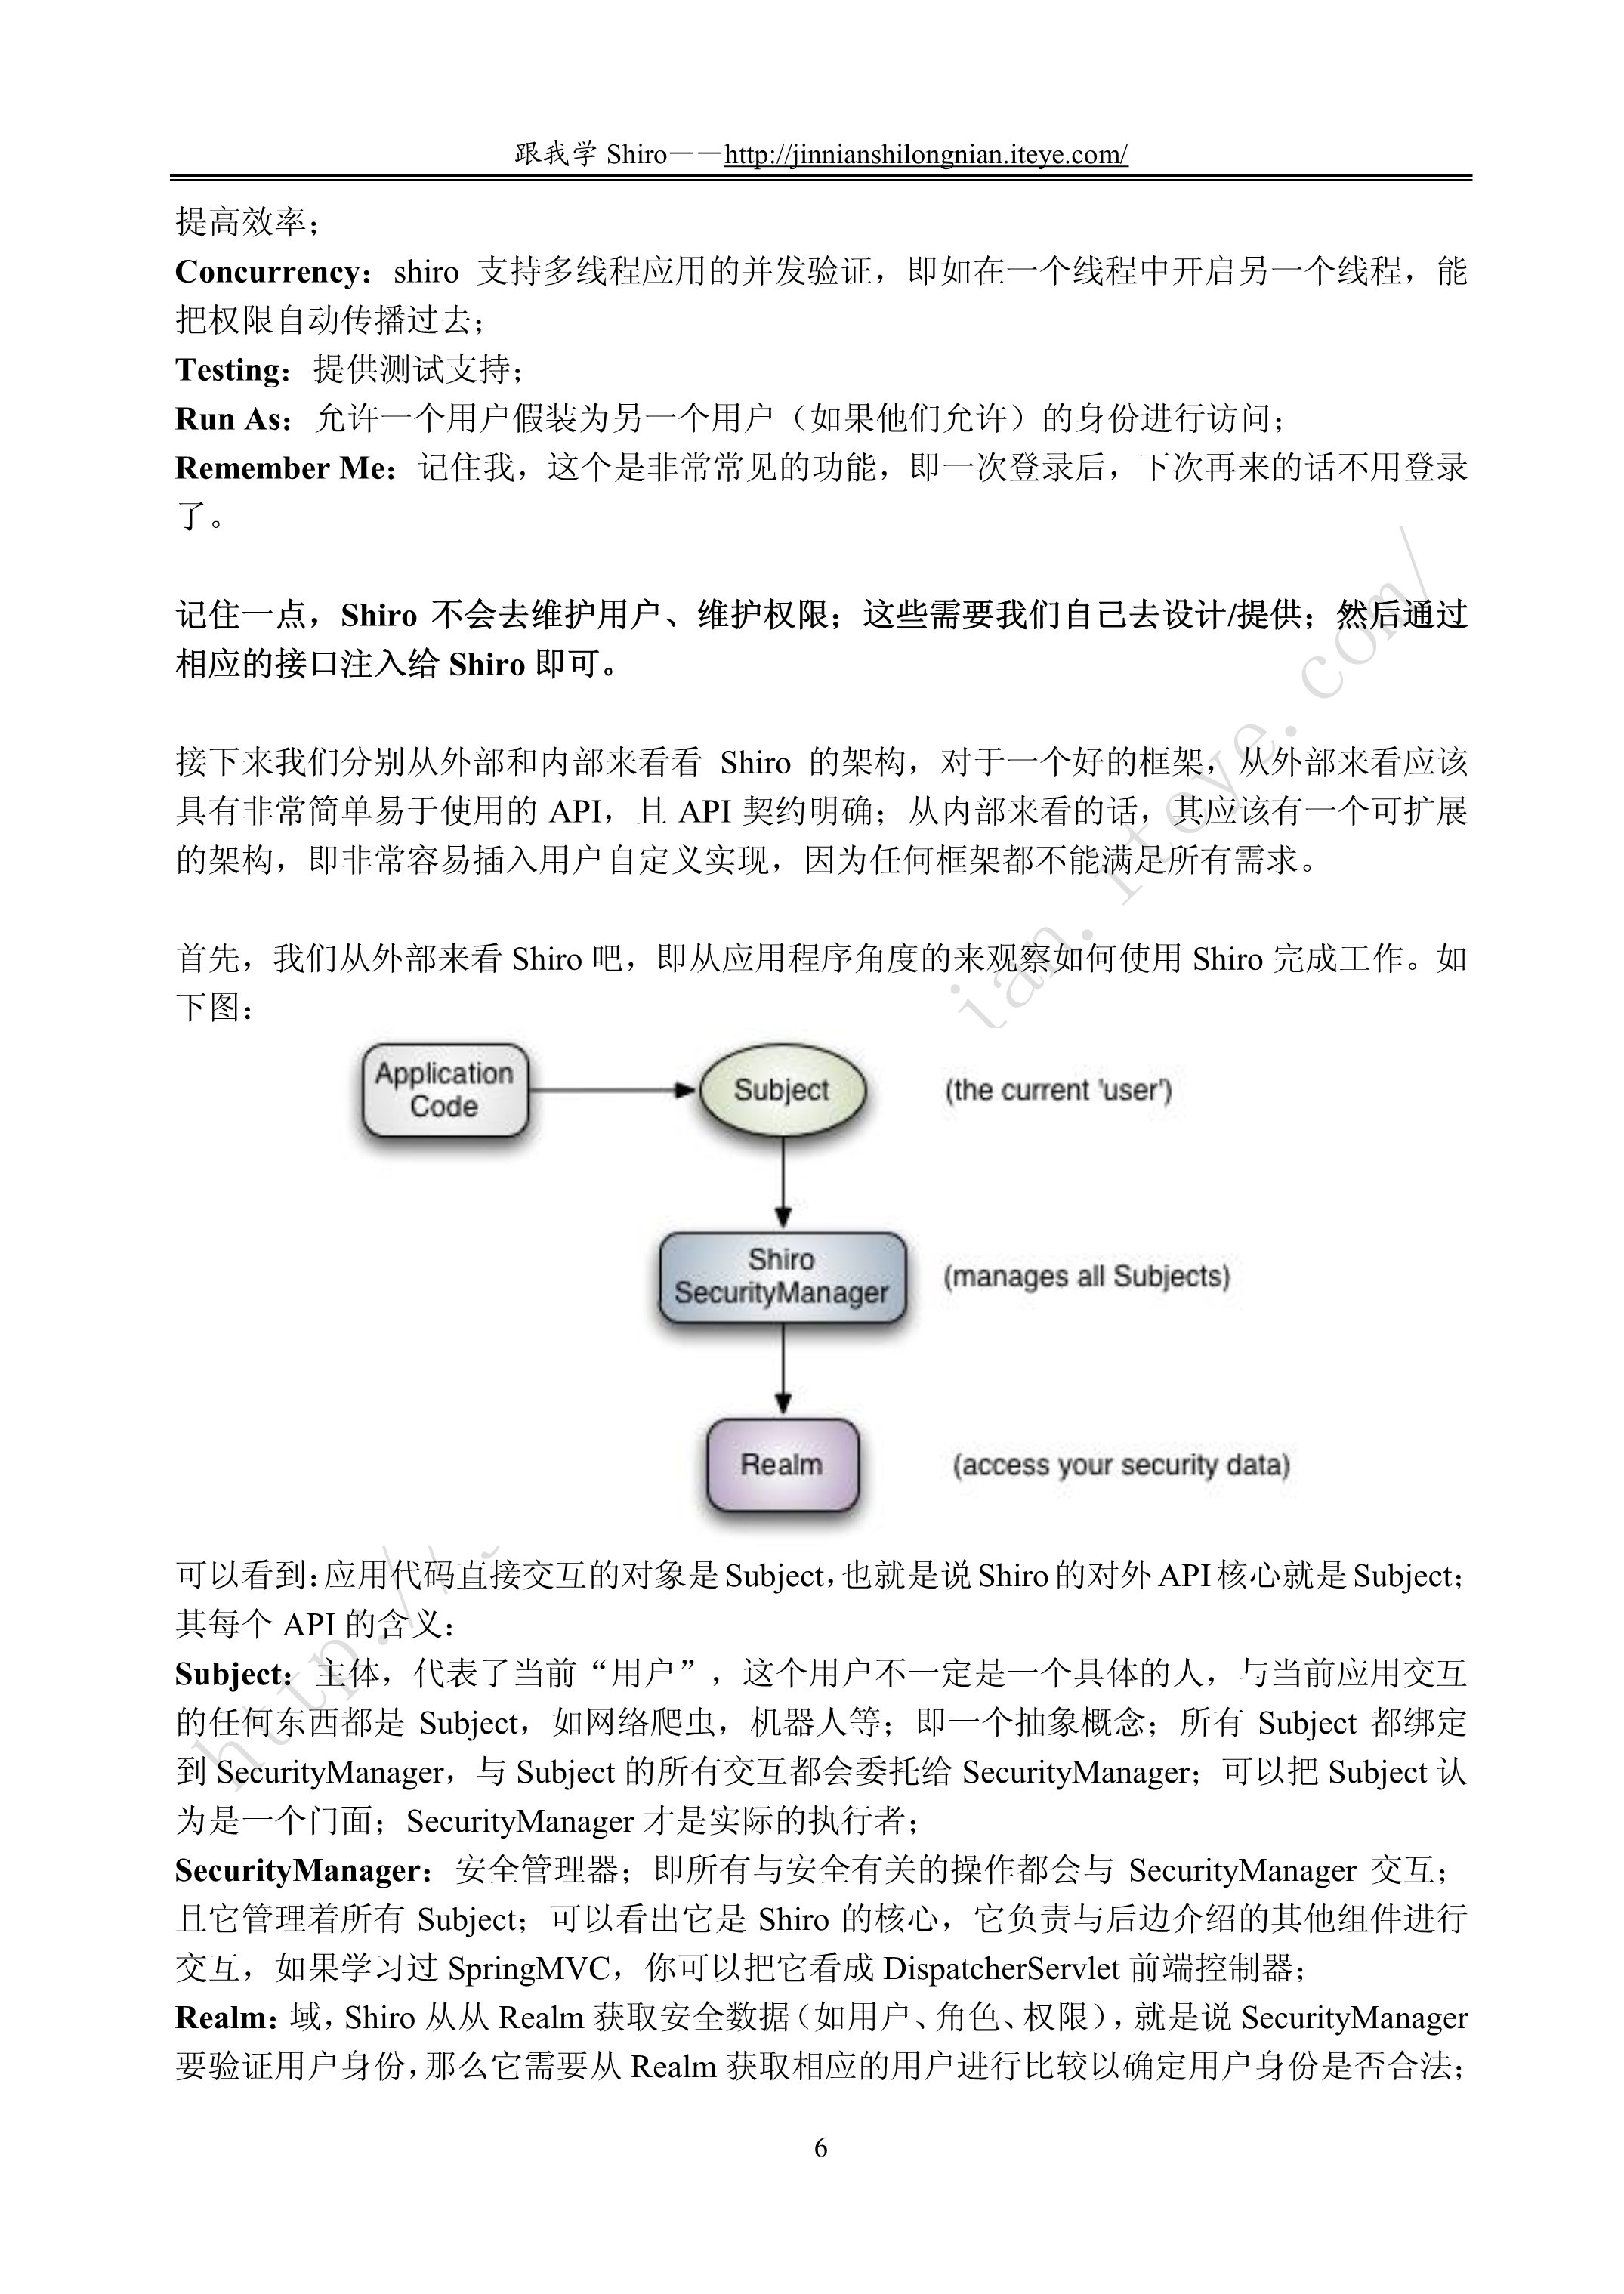 跟我学 Shiro——http://jinnianshilongnian.iteye.com/
提高效率；
Concurrency：shiro 支持多线程应用的并发验证，即如在一个线程中开启另一个线程，能
把权限自动传播过去；
Testing：提供测试支持；
Run As：允许一个用户假装为另一个用户（如果他们允许）的身份进行访问；
Remember Me：记住我，这个是非常常见的功能，即一次登录后，下次再来的话不用登录
了。
记住一点，Shiro 不会去维护用户、维护权限；这些需要我们自己去设计/提供；然后通过
相应的接口注入给 Shiro 即可。
接下来我们分别从外部和内部来看看 Shiro 的架构，对于一个好的框架，从外部来看应该
具有非常简单易于使用的 API，且 API 契约明确；从内部来看的话，其应该有一个可扩展
的架构，即非常容易插入用户自定义实现，因为任何框架都不能满足所有需求。
首先，我们从外部来看 Shiro 吧，即从应用程序角度的来观察如何使用 Shiro 完成工作。如
下图：
Application
Code
Subject
(the current 'user')
Shiro
SecurityManager
(manages all Subjects)
Realm
(access your security data)
可以看到：应用代码直接交互的对象是 Subject，也就是说 Shiro 的对外 API 核心就是 Subject；
其每个 API 的含义：
Subject：主体，代表了当前“用户”，这个用户不一定是一个具体的人，与当前应用交互
的任何东西都是 Subject，如网络爬虫，机器人等；即一个抽象概念；所有 Subject 都绑定
到 SecurityManager，与 Subject 的所有交互都会委托给 SecurityManager；可以把 Subject 认
为是一个门面；SecurityManager 才是实际的执行者；
SecurityManager：安全管理器；即所有与安全有关的操作都会与 SecurityManager 交互；
且它管理着所有 Subject；可以看出它是 Shiro 的核心，它负责与后边介绍的其他组件进行
交互，如果学习过 SpringMVC，你可以把它看成 DispatcherServlet 前端控制器；
Realm：域，Shiro 从从 Realm 获取安全数据（如用户、角色、权限），就是说 SecurityManager
要验证用户身份，那么它需要从 Realm 获取相应的用户进行比较以确定用户身份是否合法；
6